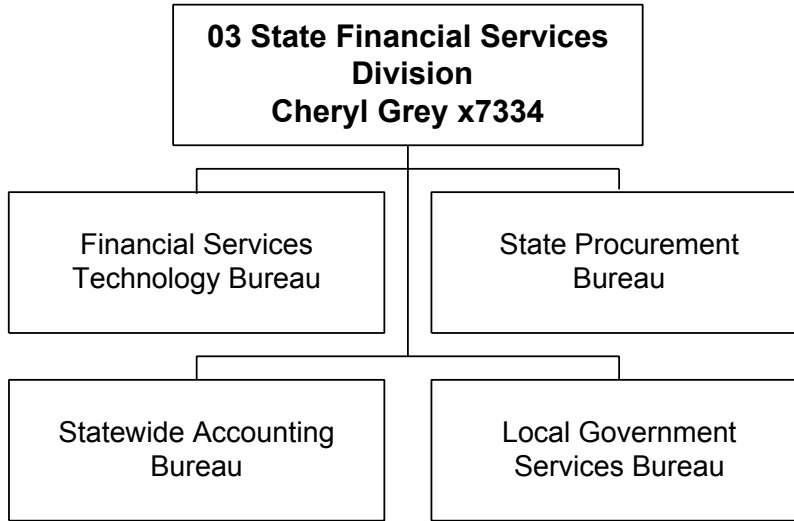 03 State Financial Services
Division
Cheryl Grey x7334
Financial Services
Technology Bureau
State Procurement
Bureau
Statewide Accounting
Bureau
Local Government
Services Bureau